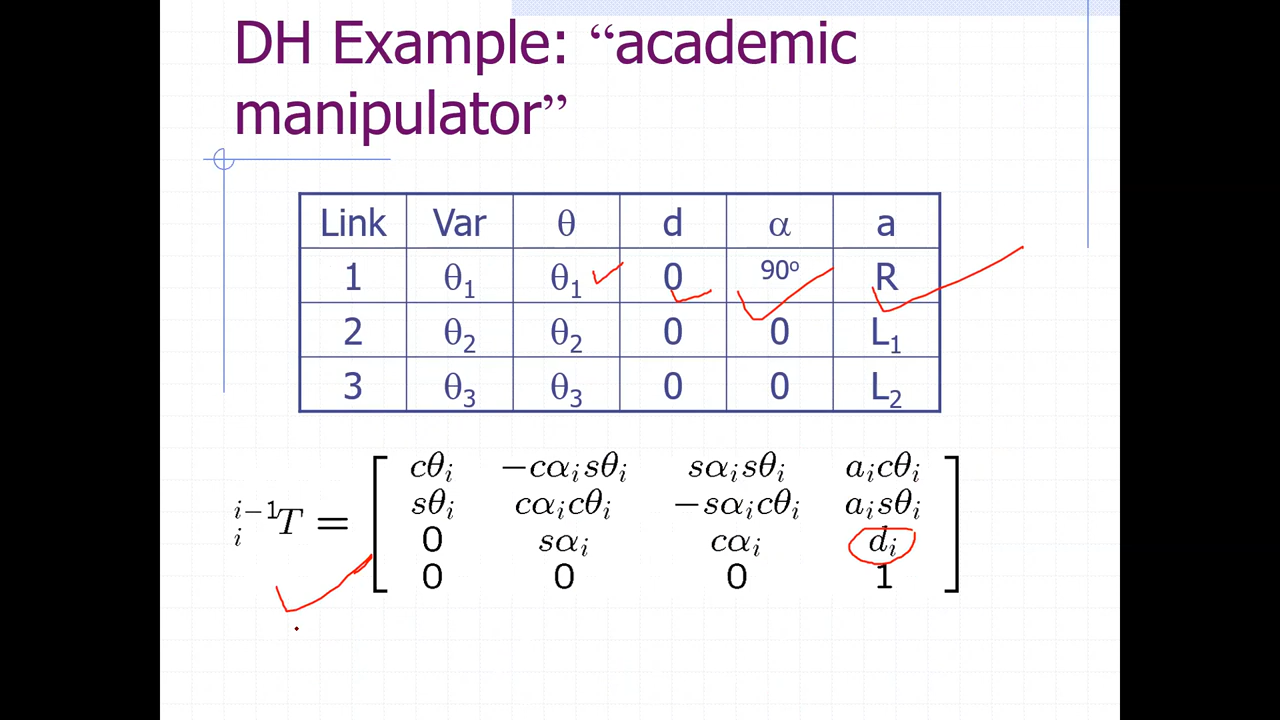 DH Example: “academic
manipulator”
Link Var θ d α a
1 θ₁ θ₁ 0 90º R
2 θ₂ θ₂ 0 0 L₁
3 θ₃ θ₃ 0 0 L₂
cθᵢ −cαᵢsθᵢ sαᵢsθᵢ aᵢcθᵢ
sθᵢ cαᵢcθᵢ −sαᵢcθᵢ aᵢsθᵢ
ⁱ⁻¹ᵢT = 0 sαᵢ cαᵢ dᵢ
0 0 0 1